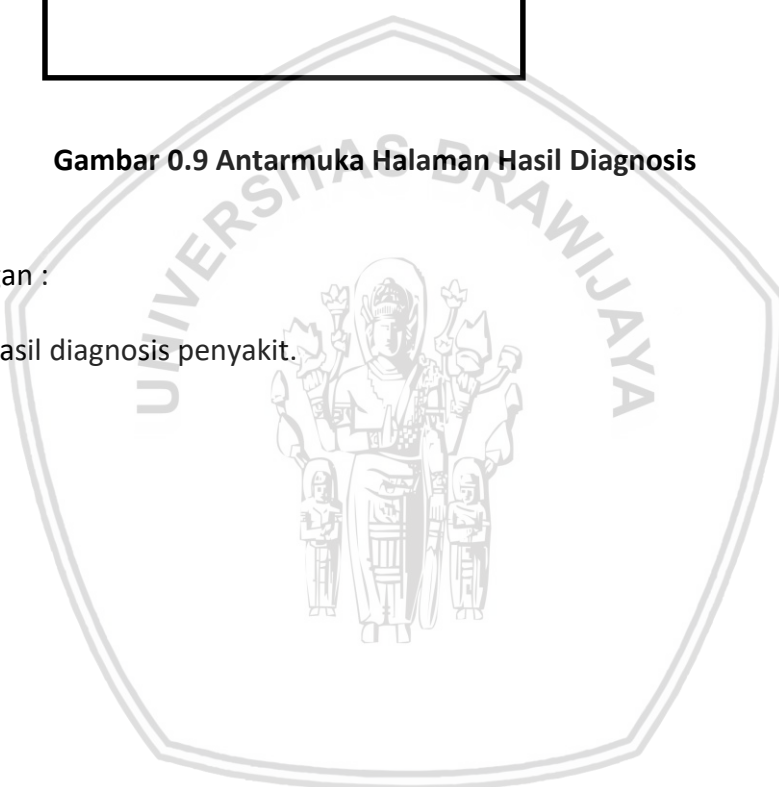 Gambar 0.9 Antarmuka Halaman Hasil Diagnosis
UNIVERSITAS BRAWIJAYA
an :
asil diagnosis penyakit.